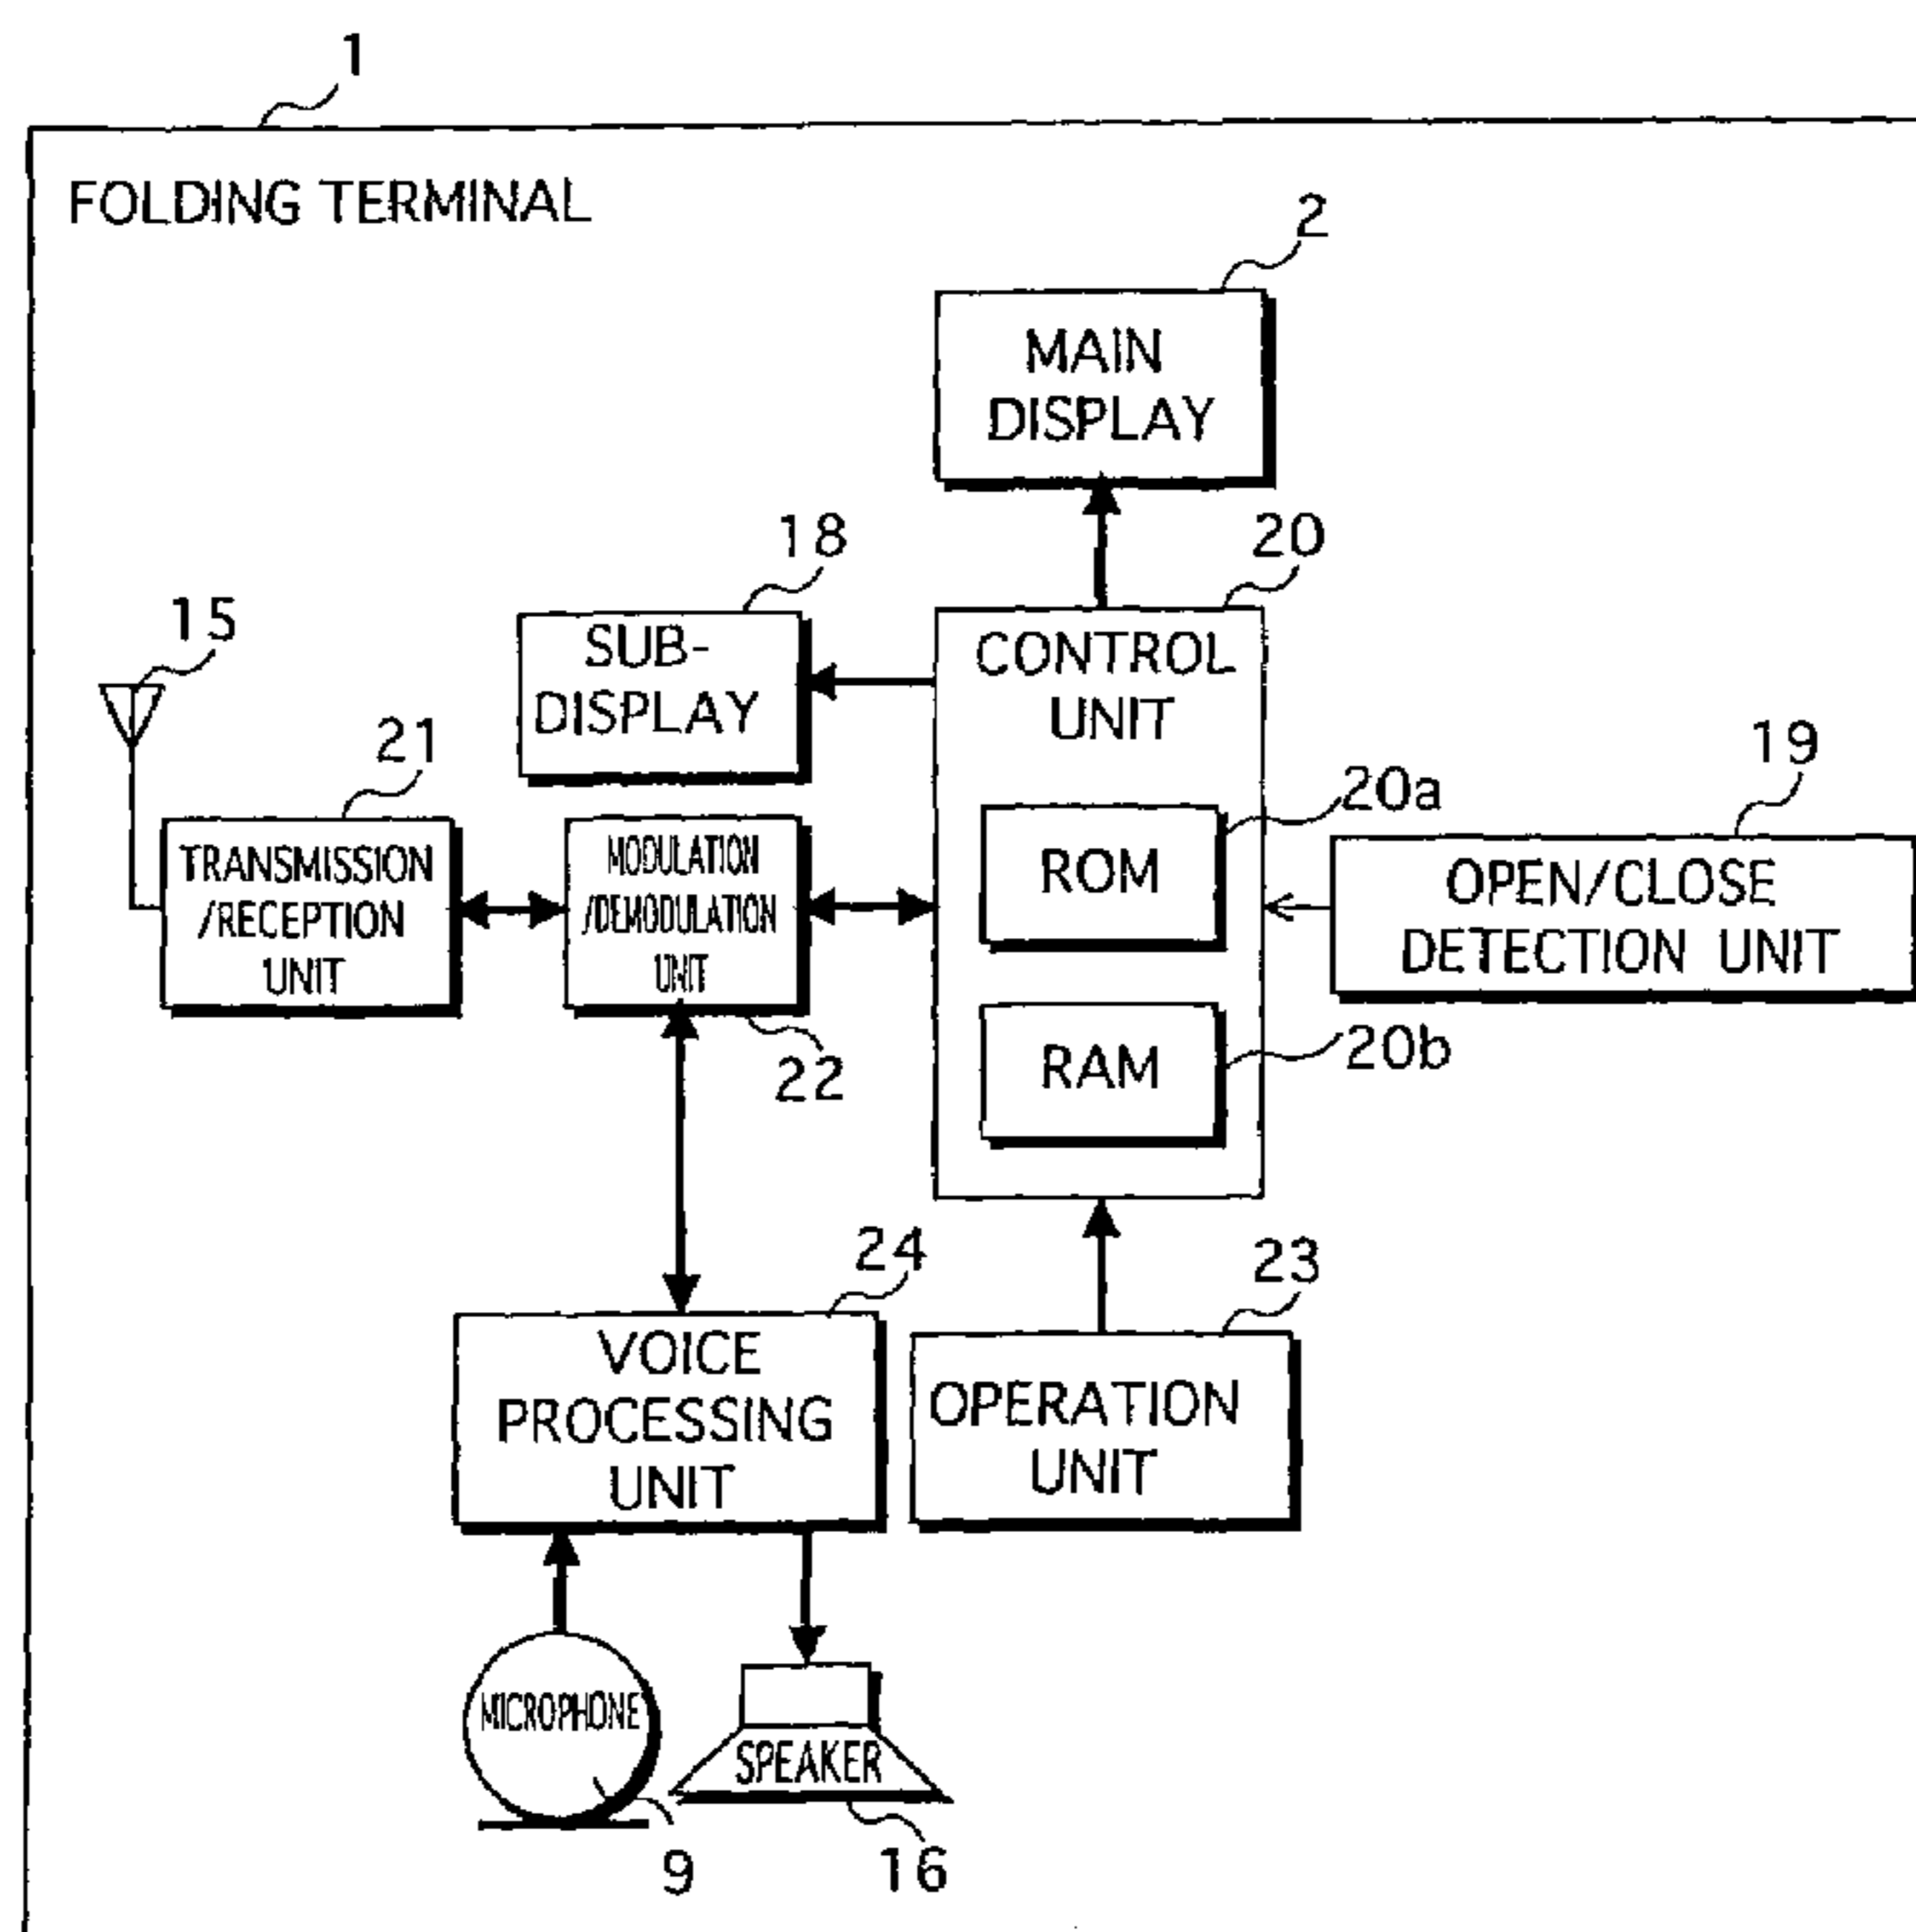 1
FOLDING TERMINAL
2
MAIN
DISPLAY
18
20
15
SUB-
DISPLAY
CONTROL
UNIT
21
19
20a
TRANSMISSION
/RECEPTION
UNIT
MODULATION
/DEMODULATION
UNIT
ROM
OPEN/CLOSE
DETECTION UNIT
22
RAM
20b
24
23
VOICE
PROCESSING
UNIT
OPERATION
UNIT
MICROPHONE
SPEAKER
9
16